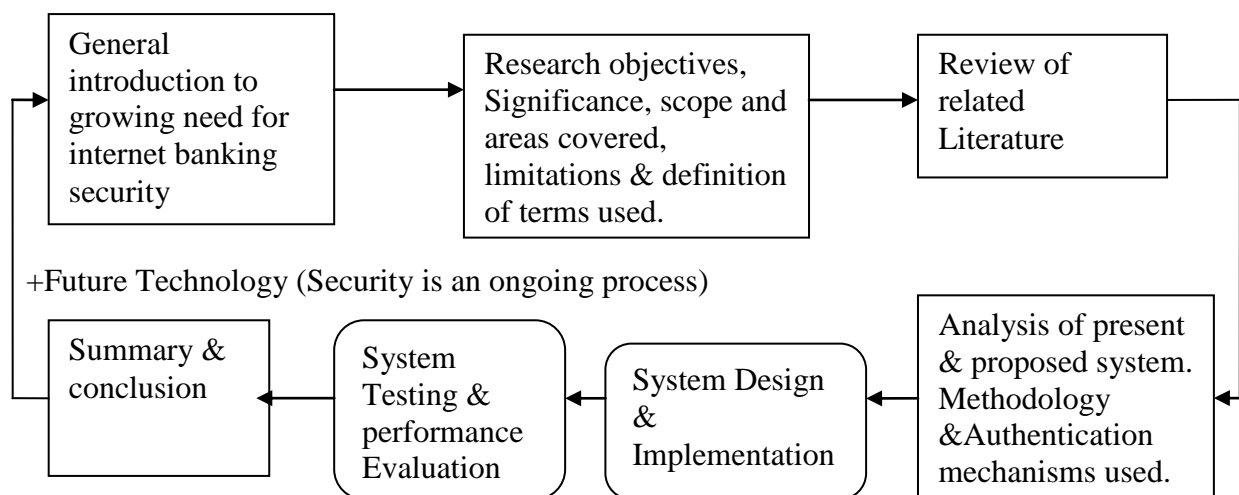 General
introduction to
growing need for
internet banking
security
Research objectives,
Significance, scope and
areas covered,
limitations & definition
of terms used.
Review of
related
Literature
+Future Technology (Security is an ongoing process)
Analysis of present
& proposed system.
Methodology
&Authentication
mechanisms used.
System Design
&
Implementation
System
Testing &
performance
Evaluation
Summary &
conclusion